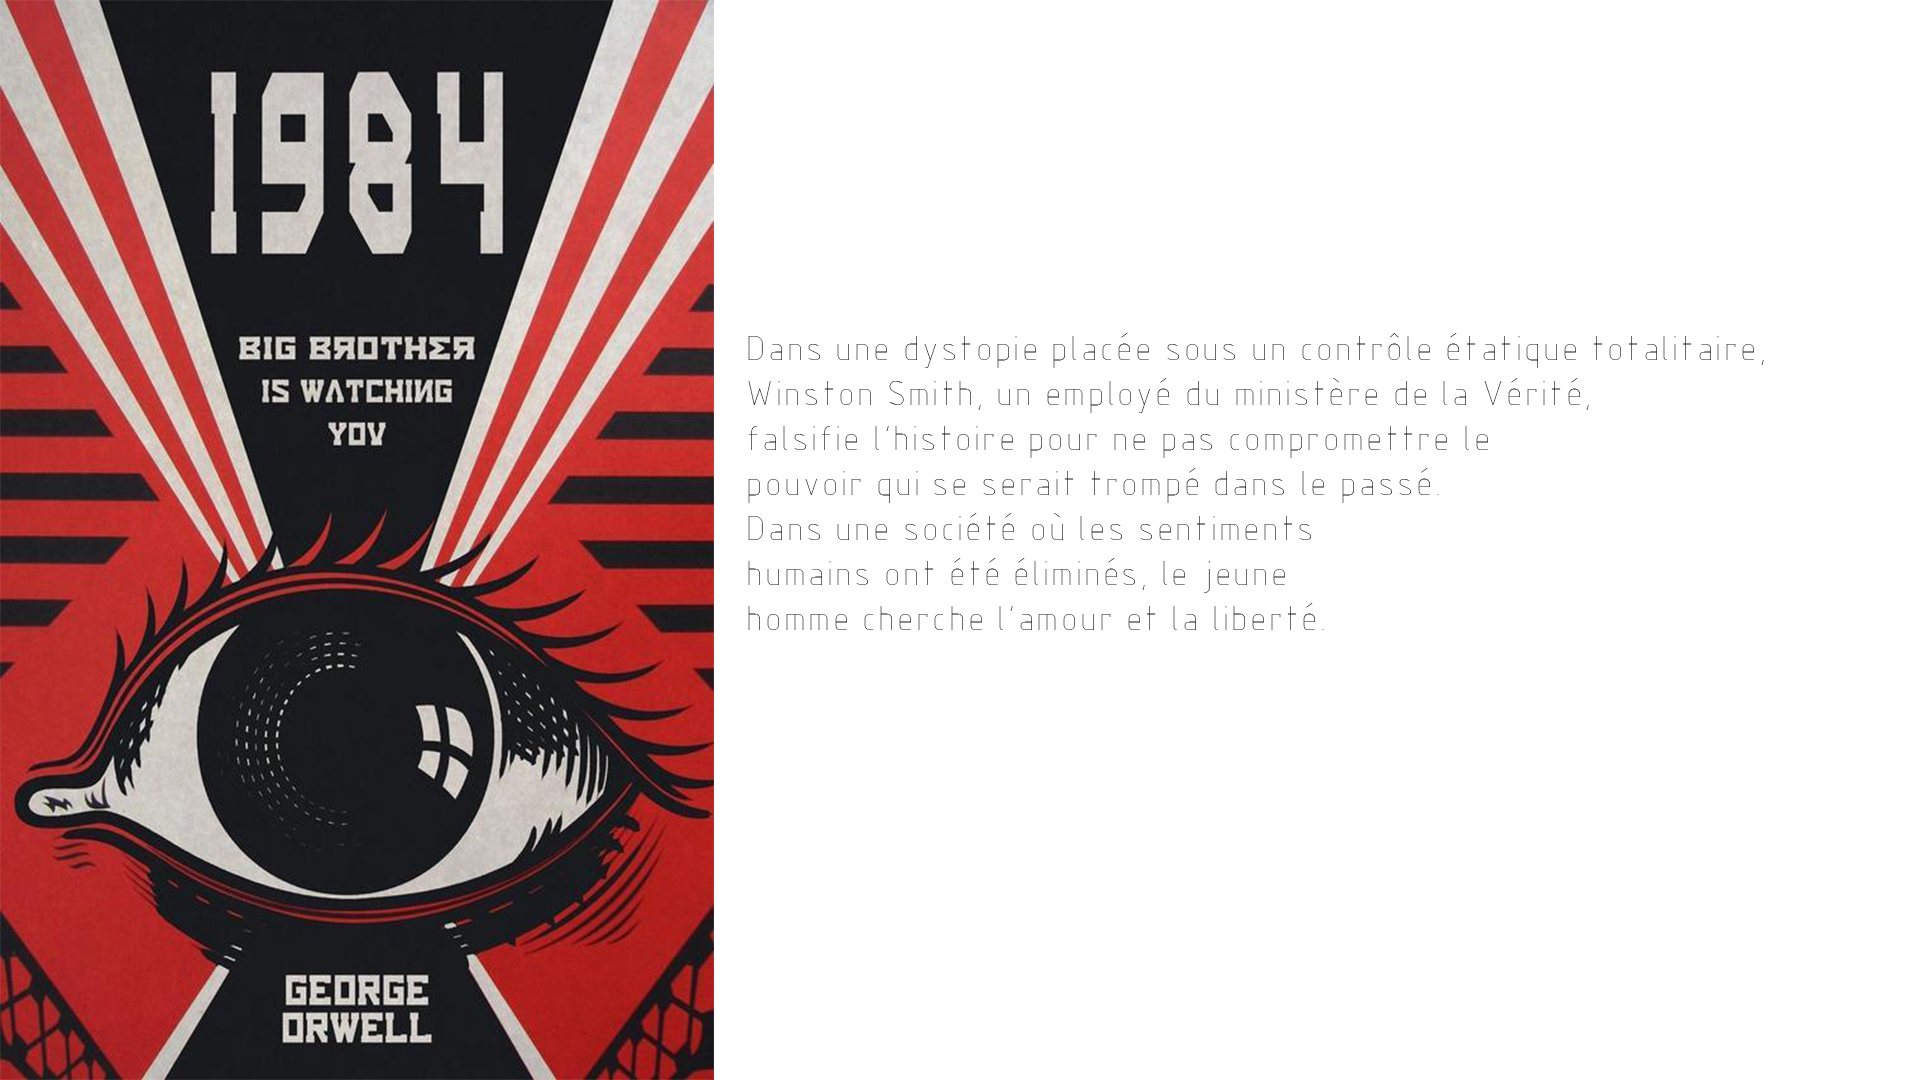 1984
BIG BROTHER
IS WATCHING
YOV
GEORGE
ORWELL
Dans une dystopie placée sous un contrôle étatique totalitaire,
Winston Smith, un employé du ministère de la Vérité,
falsifie l'histoire pour ne pas compromettre le
pouvoir qui se serait trompé dans le passé.
Dans une société où les sentiments
humains ont été éliminés, le jeune
homme cherche l'amour et la liberté.